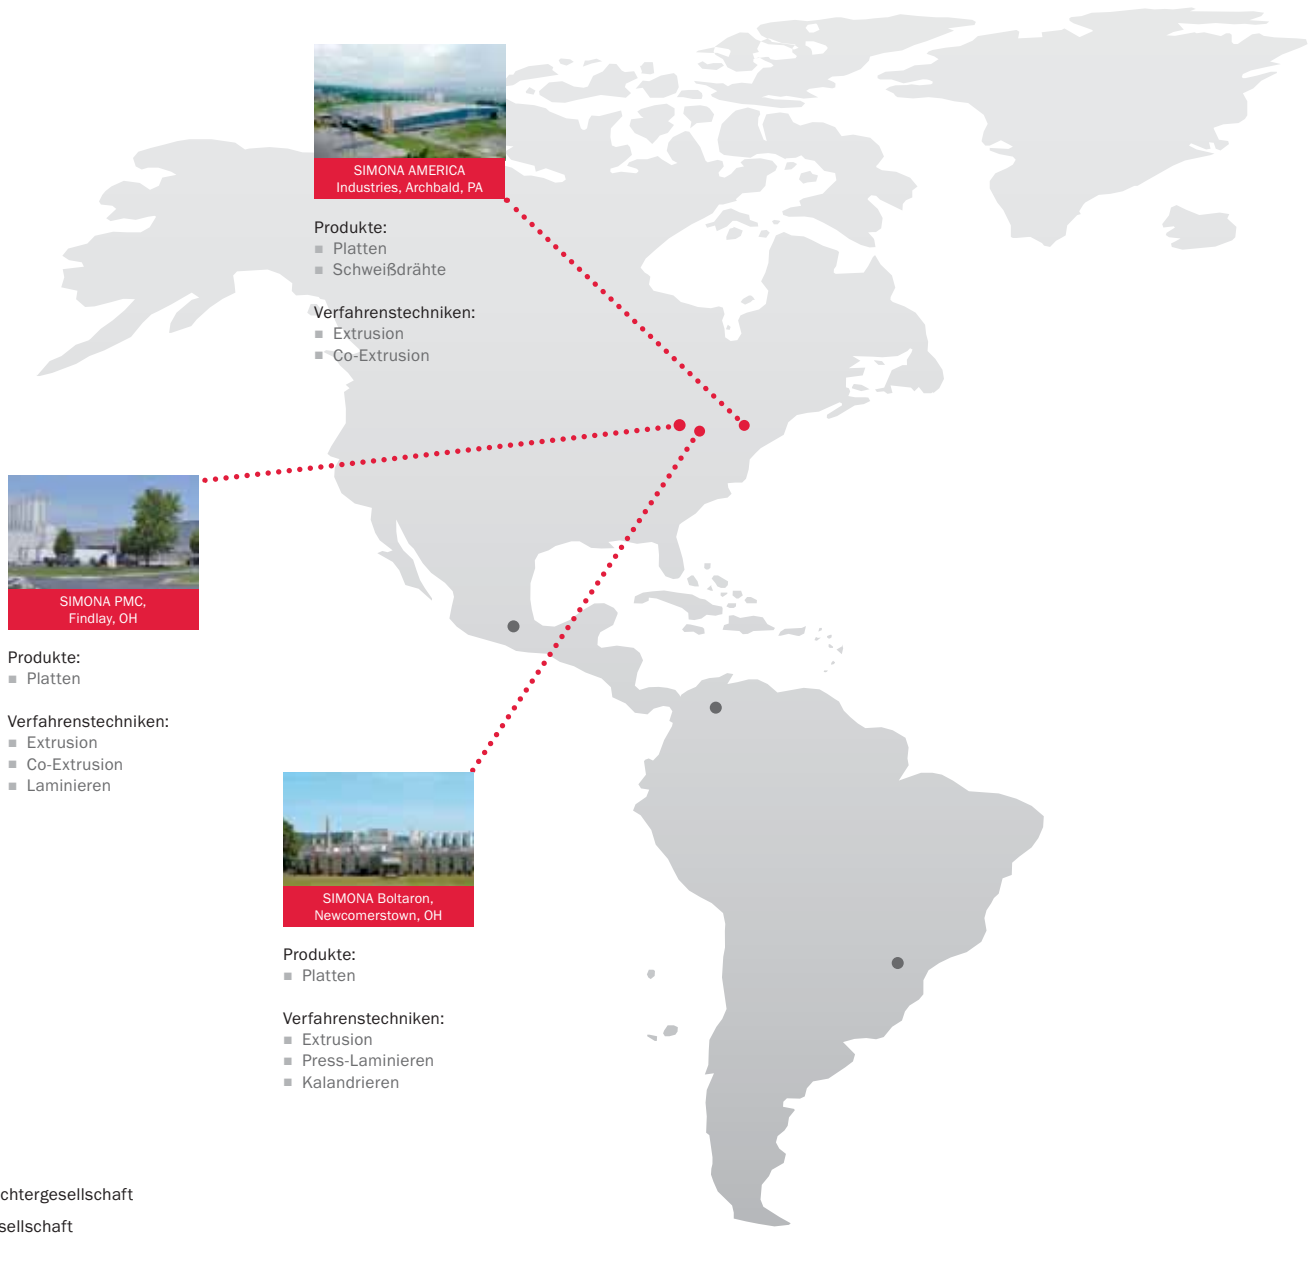 SIMONA AMERICA
Industries, Archbald, PA
Produkte:
Platten
Schweißdrähte
Verfahrenstechniken:
Extrusion
Co-Extrusion
SIMONA PMC,
Findlay, OH
Produkte:
Platten
Verfahrenstechniken:
Extrusion
Co-Extrusion
Laminieren
SIMONA Boltaron,
Newcomerstown, OH
Produkte:
Platten
Verfahrenstechniken:
Extrusion
Press-Laminieren
Kalandrieren
chtergesellschaft
sellschaft